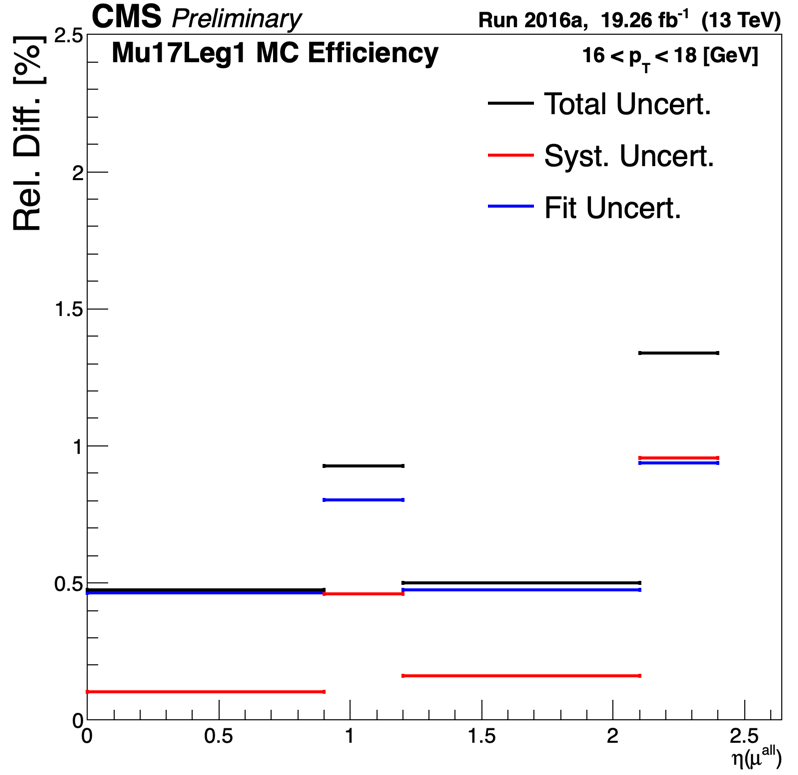 CMS Preliminary
Run 2016a, 19.26 fb⁻¹ (13 TeV)
Mu17Leg1 MC Efficiency
16 < p_T < 18 [GeV]
Total Uncert.
Syst. Uncert.
Fit Uncert.
Rel. Diff. [%]
2.5
2
1.5
1
0.5
0
0 0.5 1 1.5 2 2.5
η(μ^all)